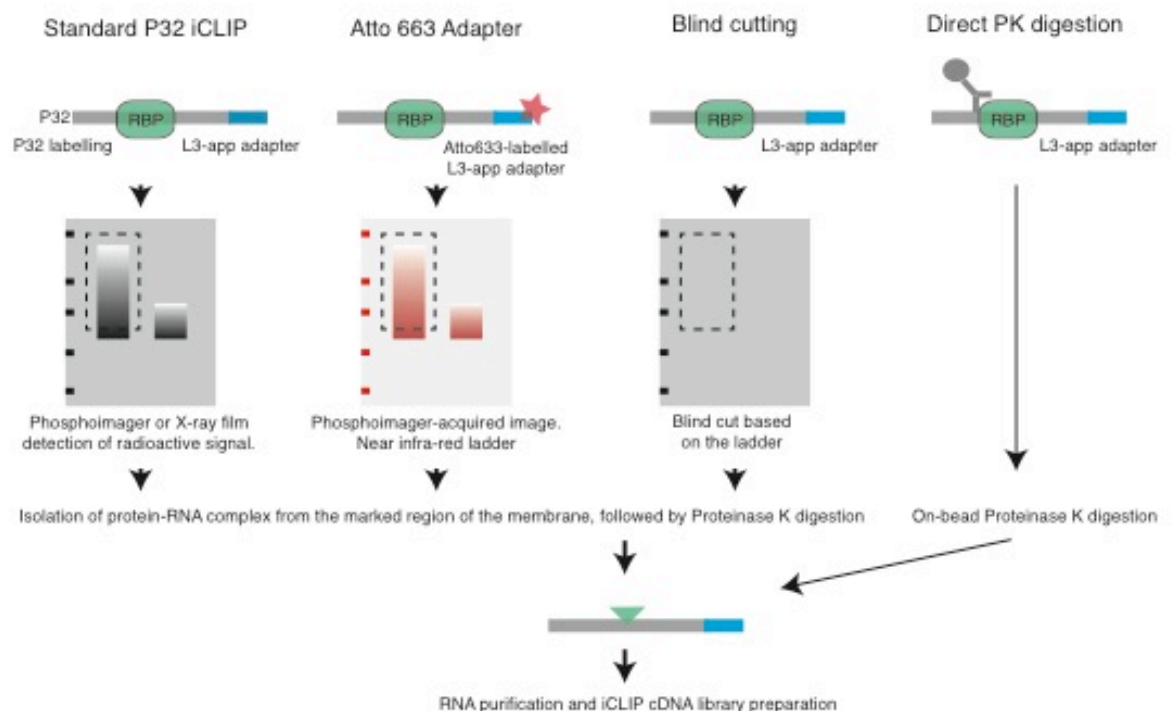 Standard P32 iCLIP
Atto 663 Adapter
Blind cutting
Direct PK digestion
P32
RBP
P32 labelling
L3-app adapter
RBP
Atto633-labelled
L3-app adapter
RBP
L3-app adapter
RBP
L3-app adapter
Phosphoimager or X-ray film
detection of radioactive signal.
Phosphoimager-acquired image.
Near infra-red ladder
Blind cut based
on the ladder
Isolation of protein-RNA complex from the marked region of the membrane, followed by Proteinase K digestion
On-bead Proteinase K digestion
RNA purification and iCLIP cDNA library preparation